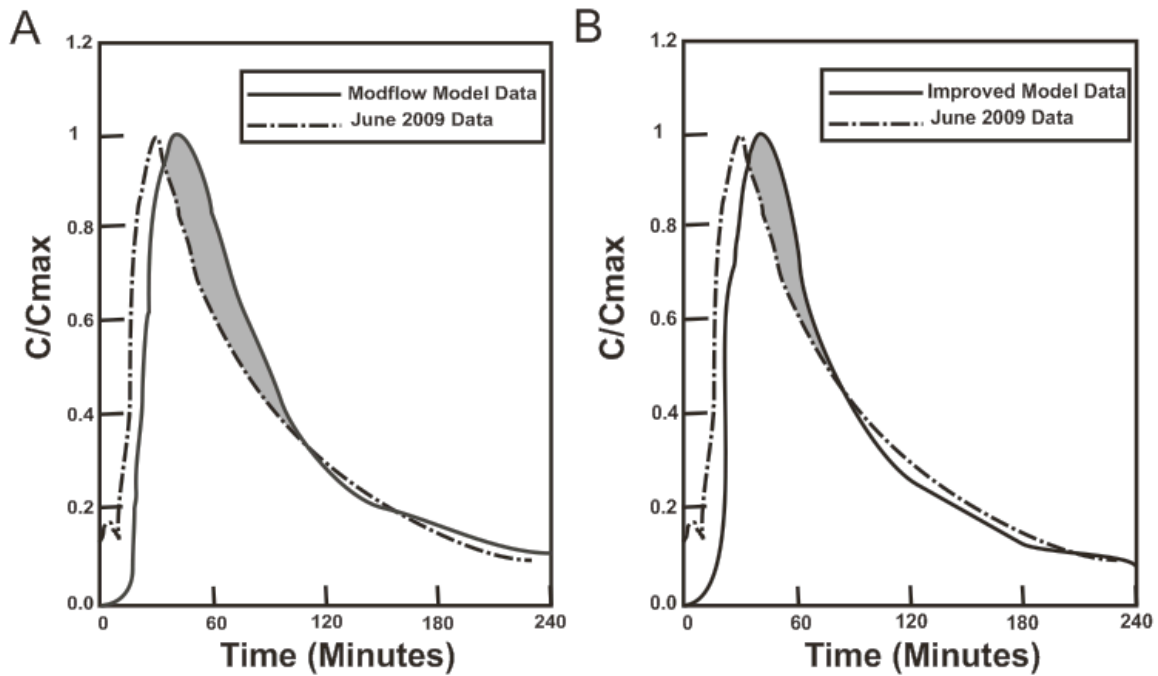 A
1.2
Modflow Model Data
June 2009 Data
1
0.8
0.6
0.4
0.2
0.0
C/Cmax
0 60 120 180 240
Time (Minutes)
B
1.2
Improved Model Data
June 2009 Data
1
0.8
0.6
0.4
0.2
0.0
C/Cmax
0 60 120 180 240
Time (Minutes)